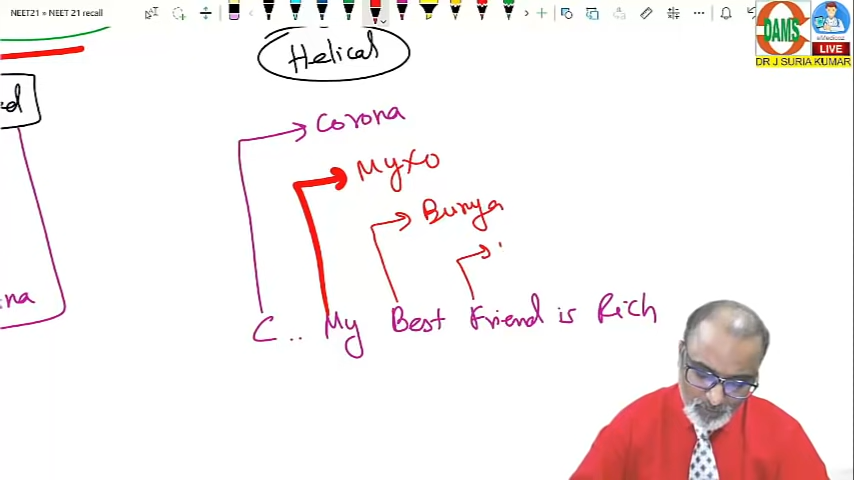 NEET21 » NEET 21 recall
DAMS
eMedicoz
LIVE
DR J SURIA KUMAR
Helical
ed
Corona
Myxo
Bunya
na
C.. My Best Friend is Rich